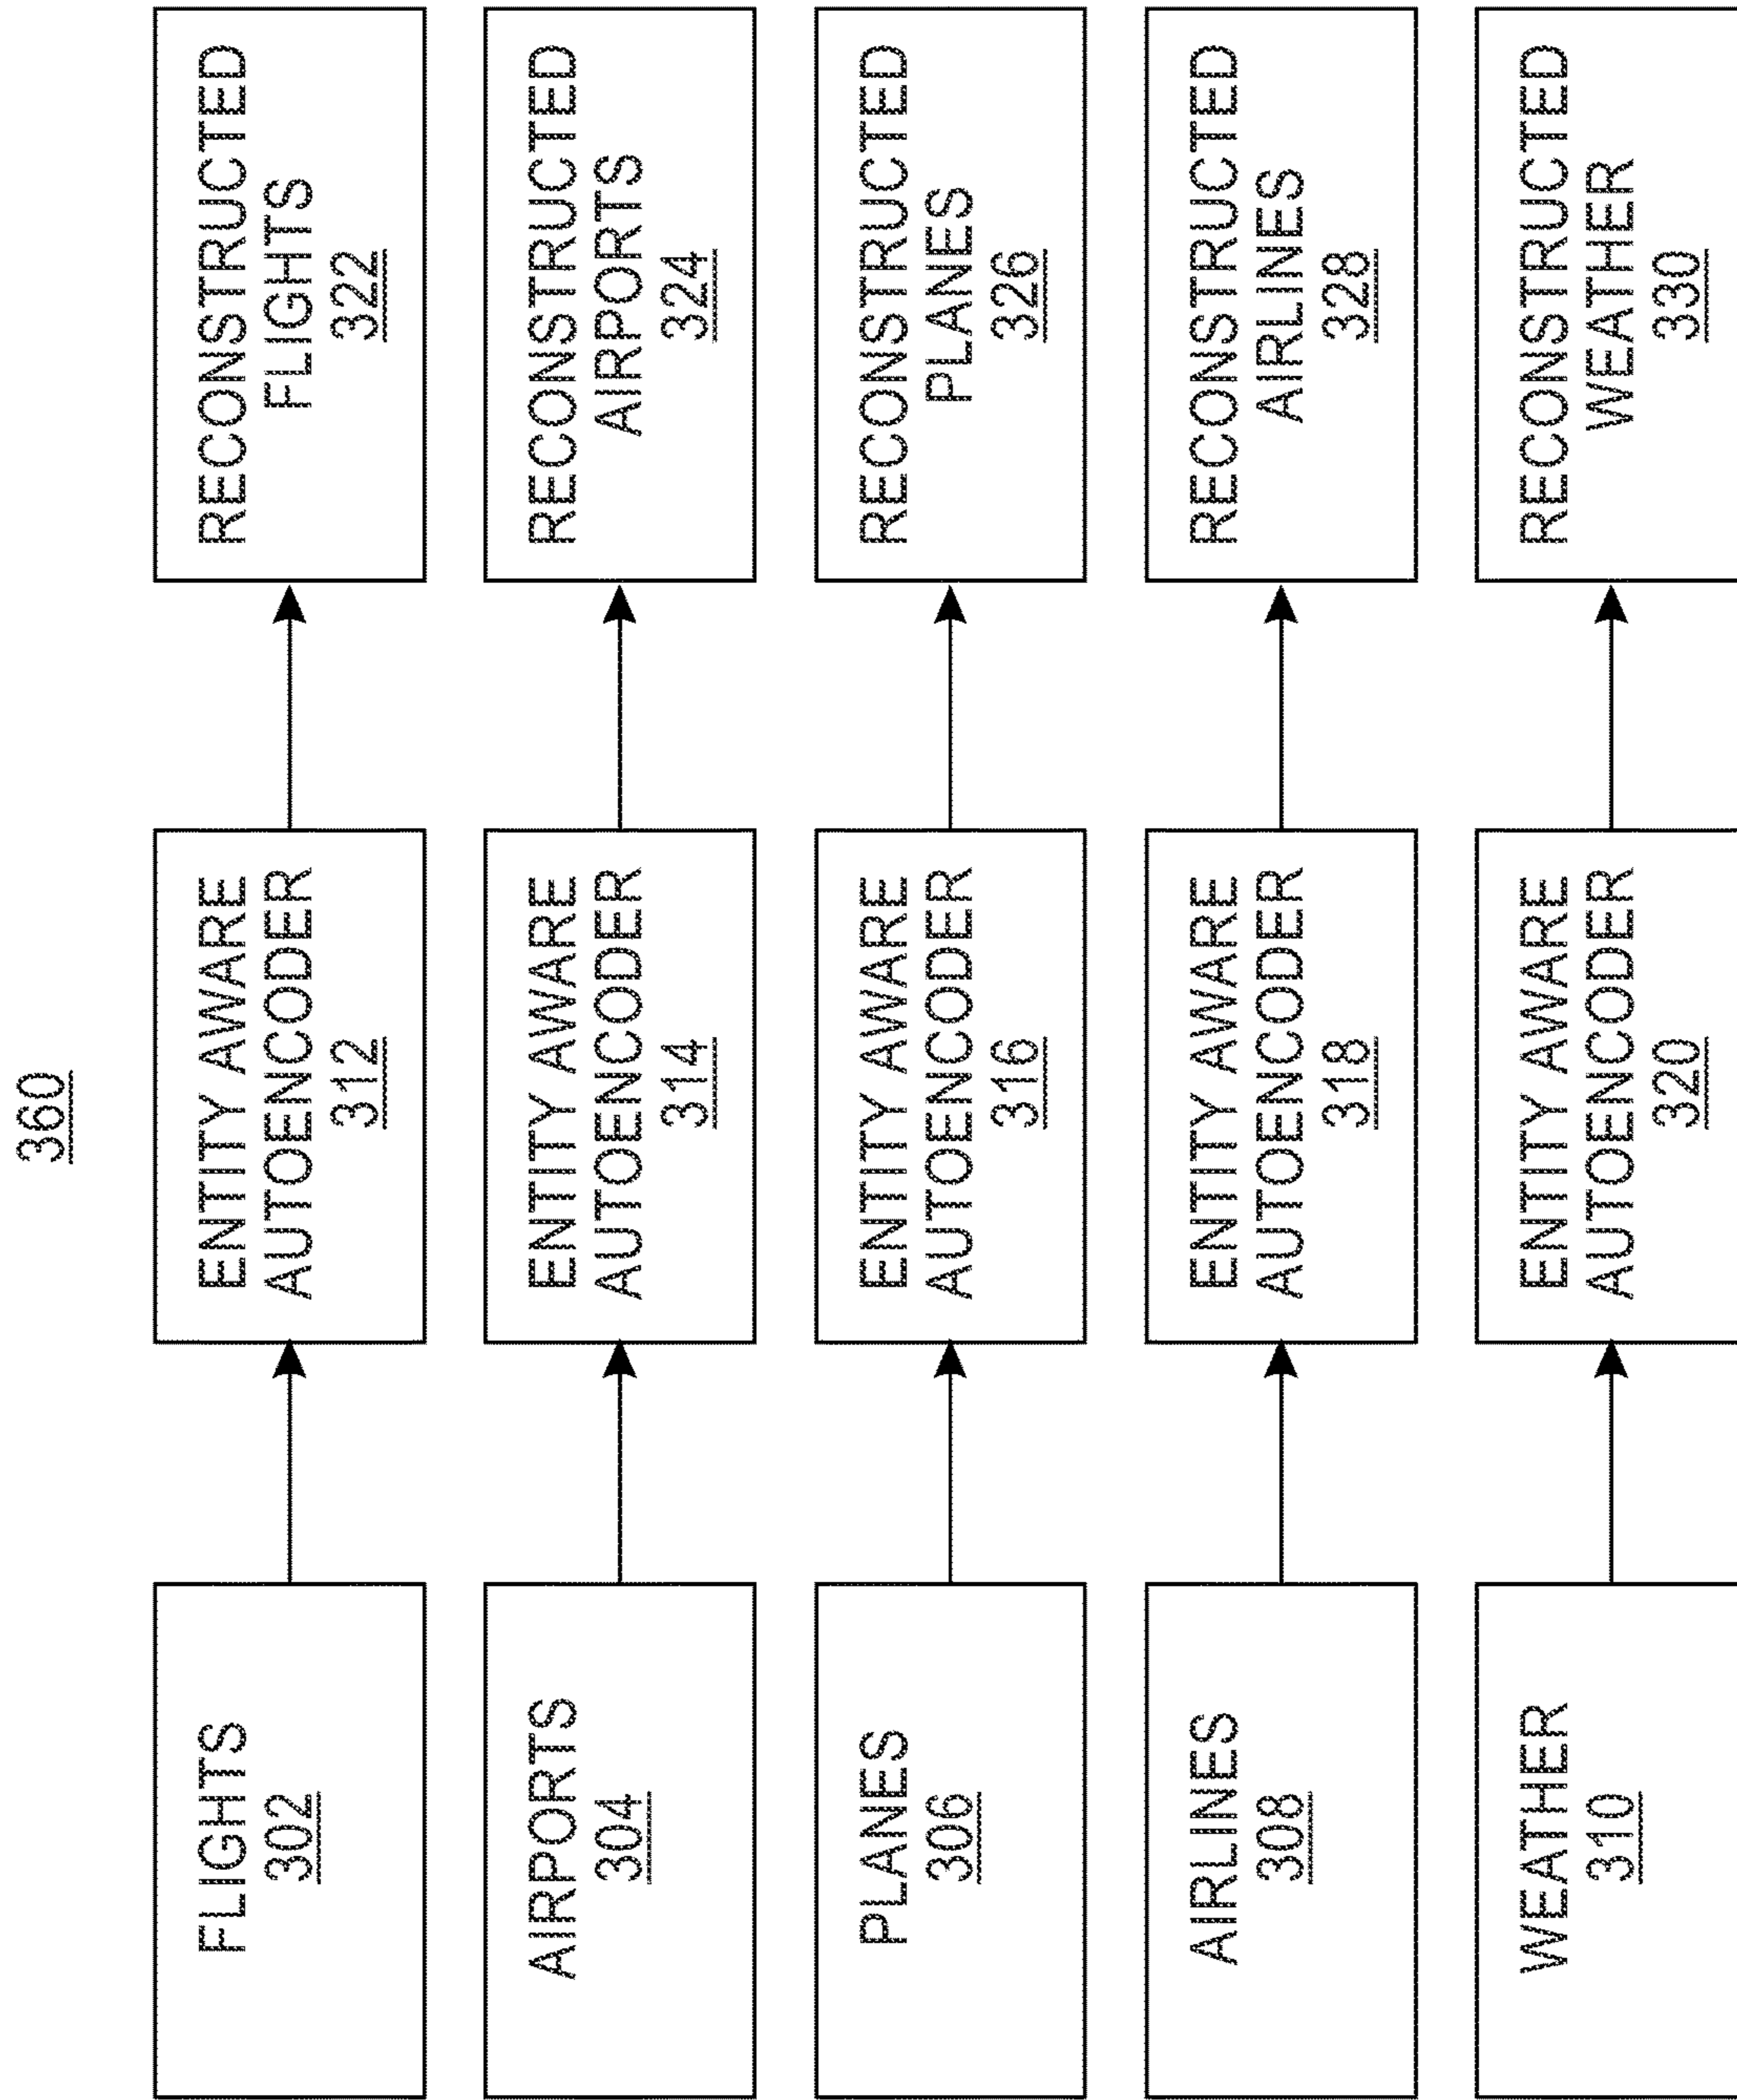 360
FLIGHTS
302
ENTITY AWARE
AUTOENCODER
312
RECONSTRUCTED
FLIGHTS
322
AIRPORTS
304
ENTITY AWARE
AUTOENCODER
314
RECONSTRUCTED
AIRPORTS
324
PLANES
306
ENTITY AWARE
AUTOENCODER
316
RECONSTRUCTED
PLANES
326
AIRLINES
308
ENTITY AWARE
AUTOENCODER
318
RECONSTRUCTED
AIRLINES
328
WEATHER
310
ENTITY AWARE
AUTOENCODER
320
RECONSTRUCTED
WEATHER
330